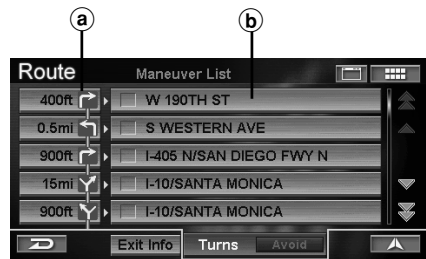 a b
Route Maneuver List
400ft W 190TH ST
0.5mi S WESTERN AVE
900ft I-405 N/SAN DIEGO FWY N
15mi I-10/SANTA MONICA
900ft I-10/SANTA MONICA
Exit Info Turns Avoid